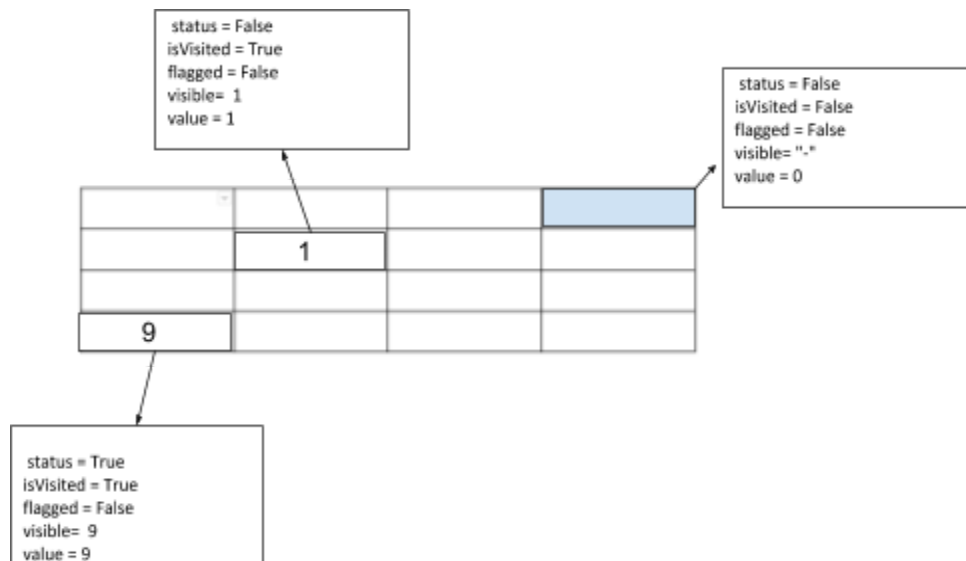 status = False
isVisited = True
flagged = False
visible= 1
value = 1
status = False
isVisited = False
flagged = False
visible= "-"
value = 0
1
9
status = True
isVisited = True
flagged = False
visible= 9
value = 9